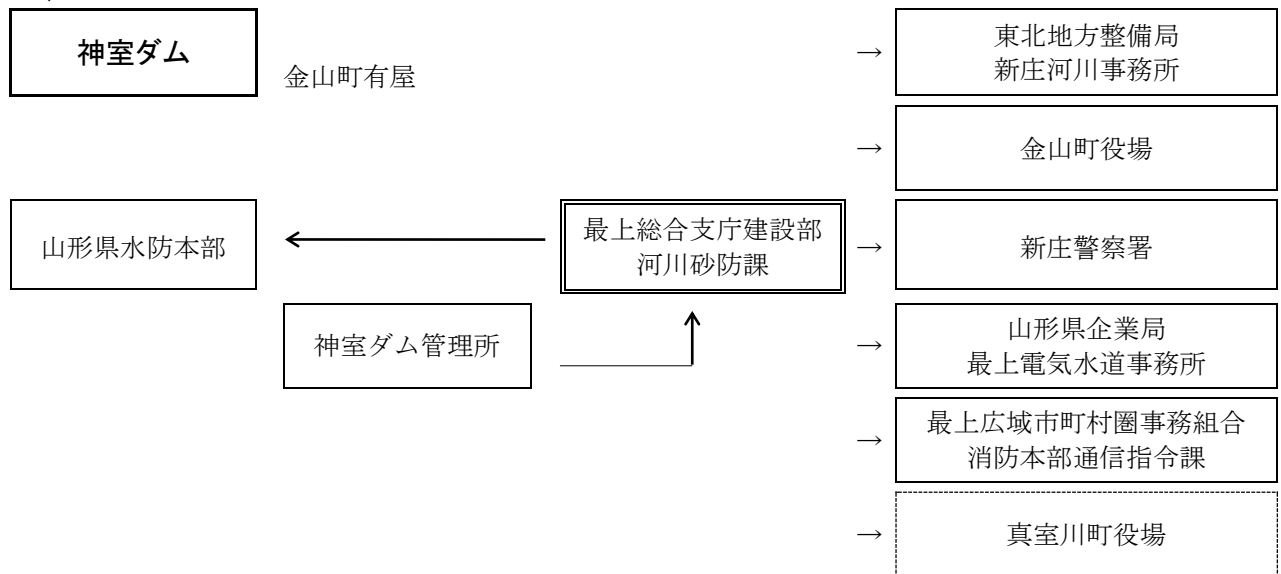 神室ダム
金山町有屋
→
東北地方整備局
新庄河川事務所
→
金山町役場
山形県水防本部
最上総合支庁建設部
河川砂防課
→
新庄警察署
神室ダム管理所
→
山形県企業局
最上電気水道事務所
→
最上広域市町村圏事務組合
消防本部通信指令課
→
真室川町役場